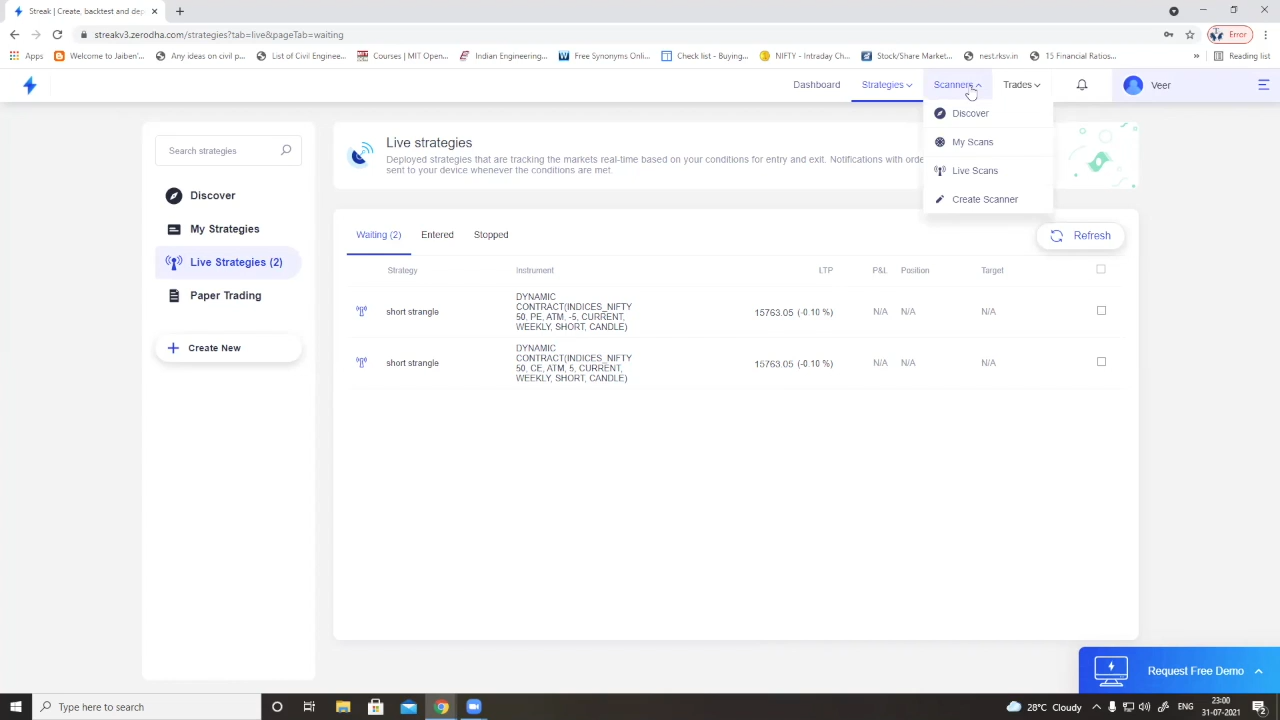 Streak | Create, backtest and dep
streakv3.zerodha.com/strategies?tab=live&pageTab=waiting
Error
Apps
Welcome to Jaiben'...
Any ideas on civil p...
List of Civil Enginee...
Courses | MIT Open...
Indian Engineering...
Free Synonyms Onl...
Check list - Buying,...
NIFTY - Intraday Ch...
Stock/Share Market...
nest.rksv.in
15 Financial Ratios...
»
Reading list
Dashboard
Strategies
Scanners
Trades
Veer
Discover
My Scans
Live Scans
Create Scanner
Search strategies
Discover
My Strategies
Live Strategies (2)
Paper Trading
+ Create New
Live strategies
Deployed strategies that are tracking the markets real-time based on your conditions for entry and exit. Notifications with orde
sent to your device whenever the conditions are met.
Waiting (2)
Entered
Stopped
Refresh
Strategy
Instrument
LTP
P&L
Position
Target
short strangle
DYNAMIC
CONTRACT(INDICES_NIFTY
50, PE, ATM, -5, CURRENT,
WEEKLY, SHORT, CANDLE)
15763.05 (-0.10 %)
N/A
N/A
N/A
short strangle
DYNAMIC
CONTRACT(INDICES_NIFTY
50, CE, ATM, 5, CURRENT,
WEEKLY, SHORT, CANDLE)
15763.05 (-0.10 %)
N/A
N/A
N/A
Request Free Demo
Type here to search
28°C Cloudy
ENG
23:00
31-07-2021
2